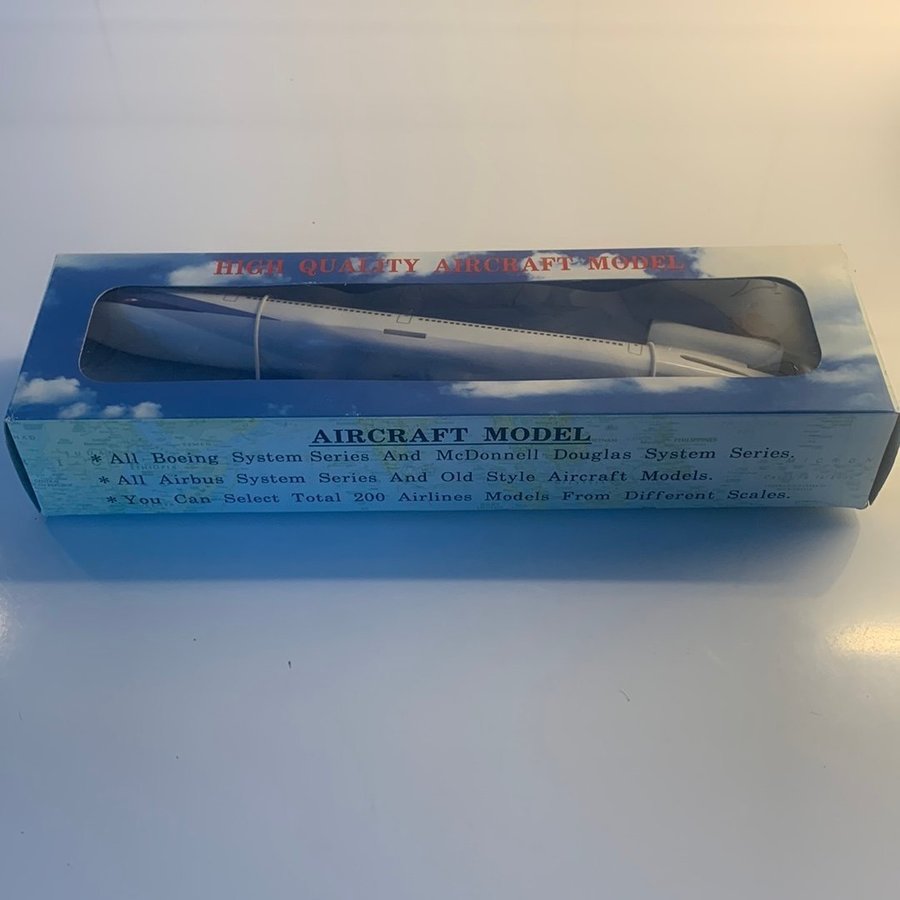 HIGH QUALITY AIRCRAFT MODEL
AIRCRAFT MODEL
* All Boeing System Series And McDonnell Douglas System Series.
* All Airbus System Series And Old Style Aircraft Models.
* You Can Select Total 200 Airlines Models From Different Scales.